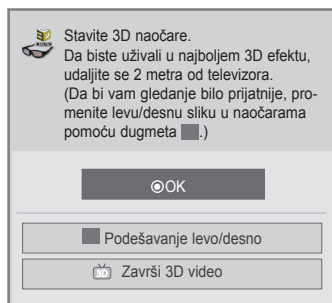 Stavite 3D naočare.
Da biste uživali u najboljem 3D efektu,
udaljite se 2 metra od televizora.
(Da bi vam gledanje bilo prijatnije, pro-
menite levu/desnu sliku u naočarama
pomoću dugmeta .)
OK
Podešavanje levo/desno
3D Završi 3D video